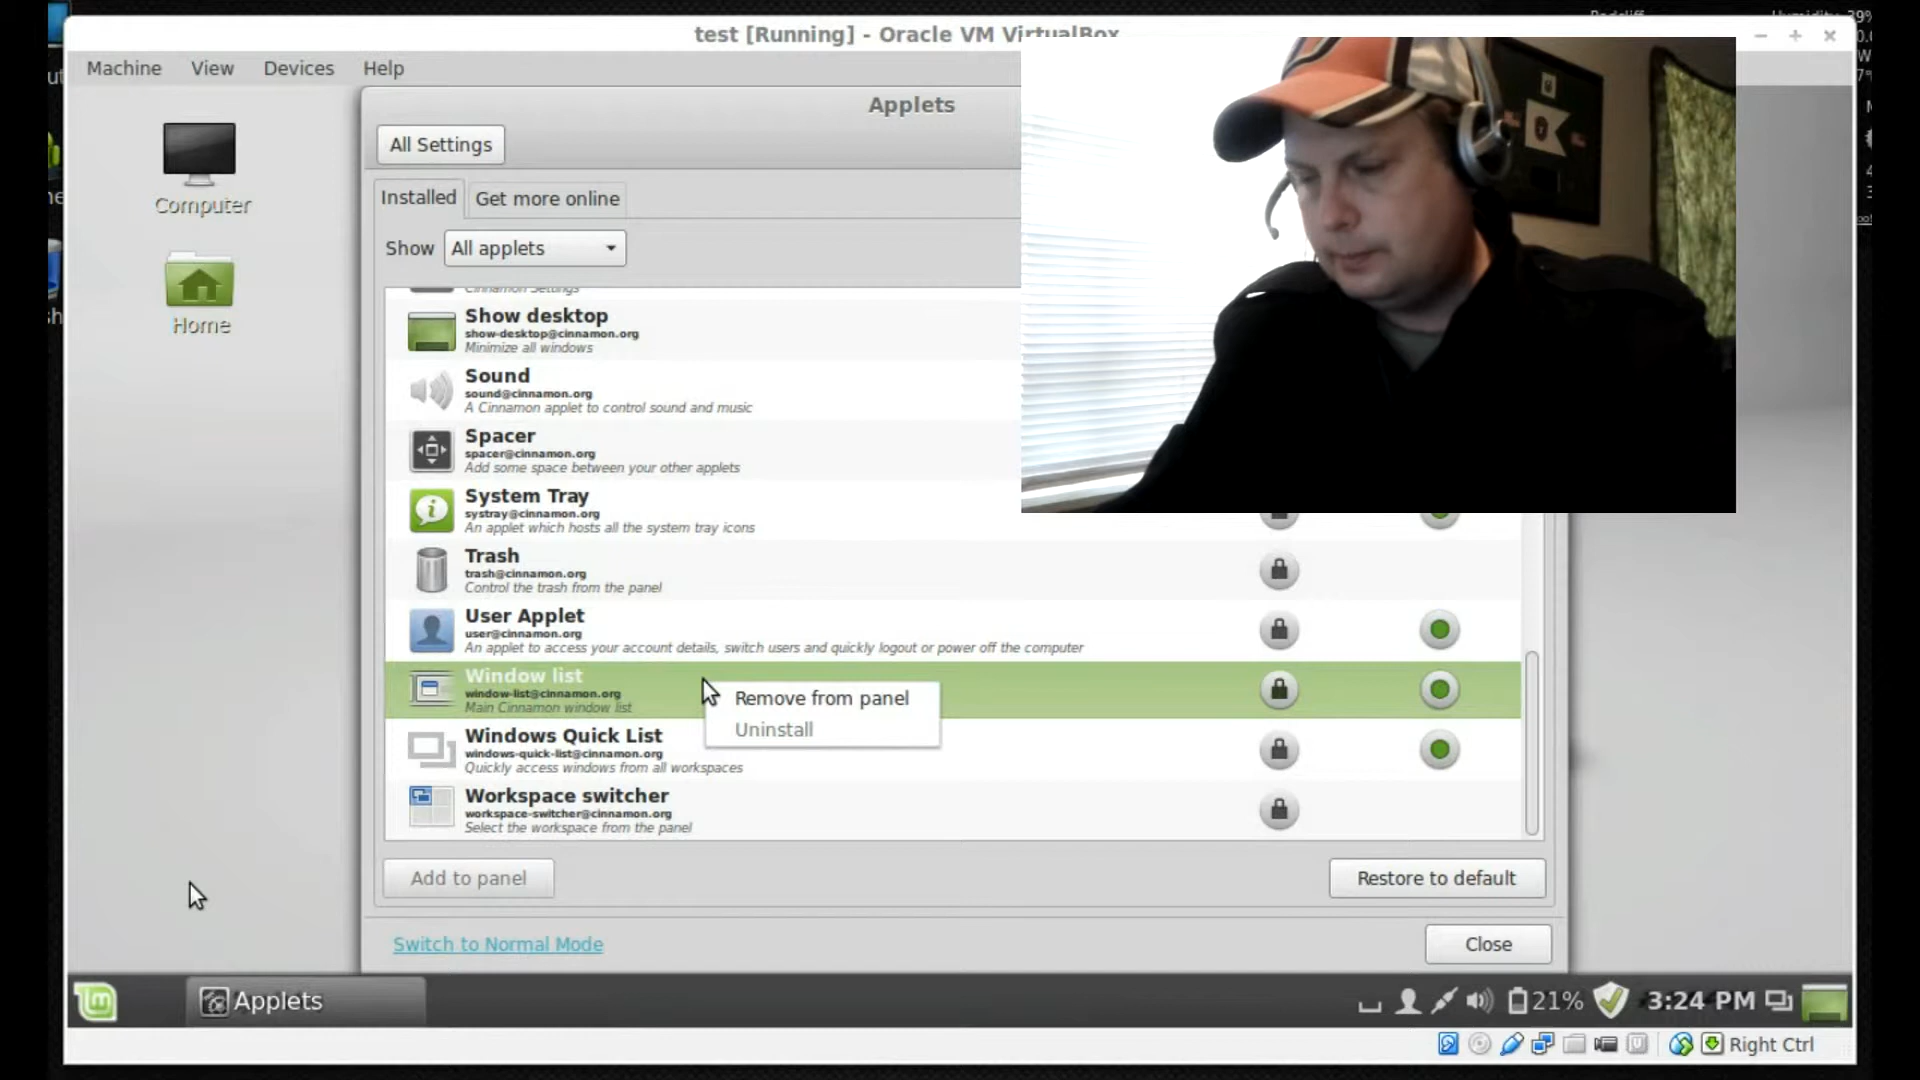 test [Running] - Oracle VM VirtualBox
Machine View Devices Help
Applets
All Settings
Installed Get more online
Show All applets
Cinnamon Settings
Show desktop
show-desktop@cinnamon.org
Minimize all windows
Sound
sound@cinnamon.org
A Cinnamon applet to control sound and music
Spacer
spacer@cinnamon.org
Add some space between your other applets
System Tray
systray@cinnamon.org
An applet which hosts all the system tray icons
Trash
trash@cinnamon.org
Control the trash from the panel
User Applet
user@cinnamon.org
An applet to access your account details, switch users and quickly logout or power off the computer
Window list
window-list@cinnamon.org
Main Cinnamon window list
Remove from panel
Uninstall
Windows Quick List
windows-quick-list@cinnamon.org
Quickly access windows from all workspaces
Workspace switcher
workspace-switcher@cinnamon.org
Select the workspace from the panel
Add to panel Restore to default
Switch to Normal Mode Close
Computer
Home
Applets 21% 3:24 PM
Right Ctrl